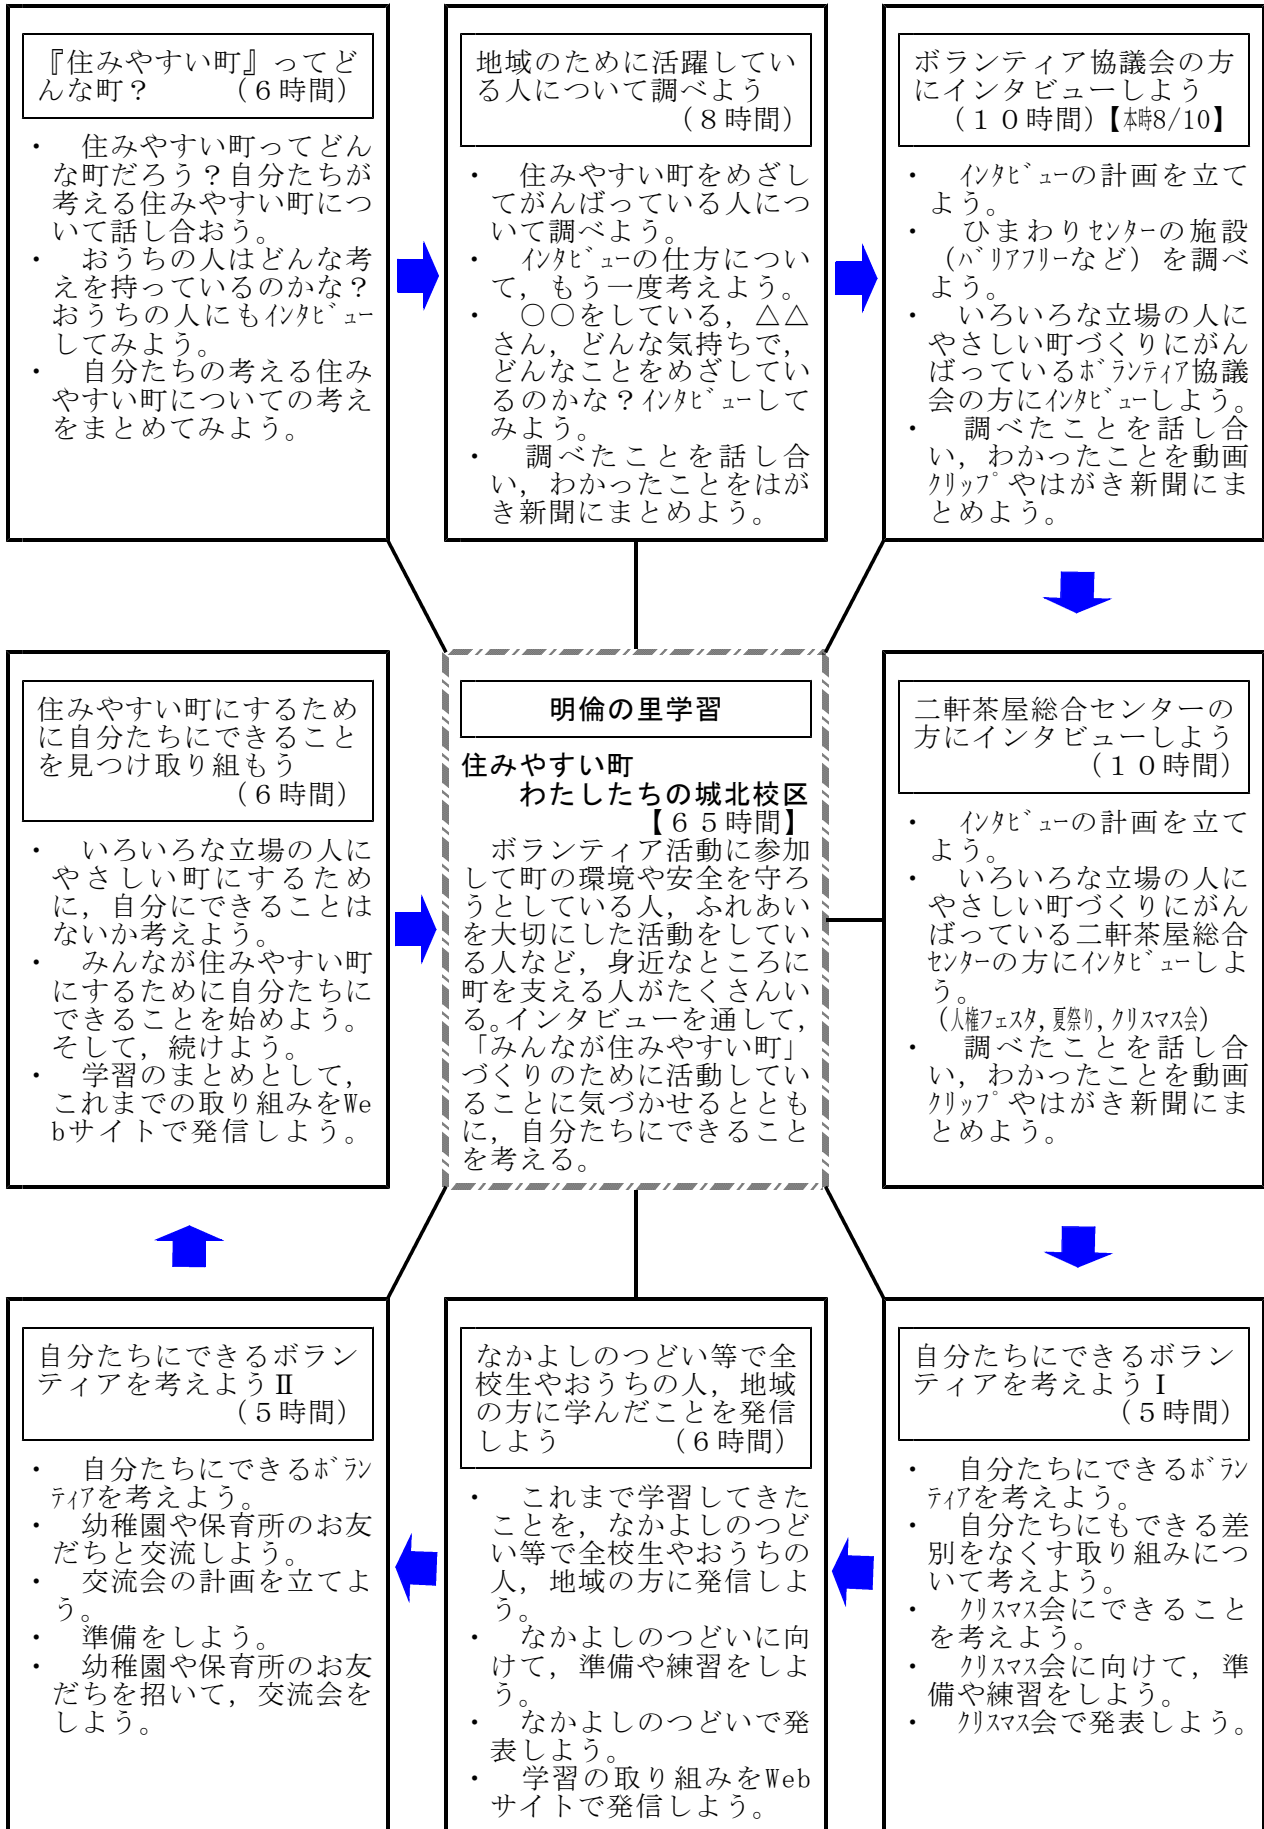 『住みやすい町』ってど
んな町？　　（６時間）
・　住みやすい町ってどん
な町だろう？自分たちが
考える住みやすい町につ
いて話し合おう。
・　おうちの人はどんな考
えを持っているのかな？
おうちの人にもｲﾝﾀﾋﾞｭｰ
してみよう。
・　自分たちの考える住み
やすい町についての考え
をまとめてみよう。
地域のために活躍してい
る人について調べよう
（８時間）
・　住みやすい町をめざし
てがんばっている人につ
いて調べよう。
・　ｲﾝﾀﾋﾞｭｰの仕方につい
て，もう一度考えよう。
・　○○をしている，△△
さん，どんな気持ちで，
どんなことをめざしてい
るのかな？ｲﾝﾀﾋﾞｭｰして
みよう。
・　調べたことを話し合
い，わかったことをはが
き新聞にまとめよう。
ボランティア協議会の方
にインタビューしよう
（１０時間）【本時8/10】
・　ｲﾝﾀﾋﾞｭｰの計画を立て
よう。
・　ひまわりｾﾝﾀｰの施設
（ﾊﾞﾘｱﾌﾘｰなど）を調べ
よう。
・　いろいろな立場の人に
やさしい町づくりにがん
ばっているﾎﾞﾗﾝﾃｨｱ協議
会の方にｲﾝﾀﾋﾞｭｰしよう。
・　調べたことを話し合
い，わかったことを動画
ｸﾘｯﾌﾟやはがき新聞にま
とめよう。
住みやすい町にするため
に自分たちにできること
を見つけ取り組もう
（６時間）
・　いろいろな立場の人に
やさしい町にするため
に，自分にできることは
ないか考えよう。
・　みんなが住みやすい町
にするために自分たちに
できることを始めよう。
そして，続けよう。
・　学習のまとめとして，
これまでの取り組みをWe
bサイトで発信しよう。
明倫の里学習
住みやすい町
わたしたちの城北校区
【６５時間】
ボランティア活動に参加
して町の環境や安全を守ろ
うとしている人，ふれあい
を大切にした活動をしてい
る人など，身近なところに
町を支える人がたくさんい
る。インタビューを通して，
「みんなが住みやすい町」
づくりのために活動してい
ることに気づかせるととも
に，自分たちにできること
を考える。
二軒茶屋総合センターの
方にインタビューしよう
（１０時間）
・　ｲﾝﾀﾋﾞｭｰの計画を立て
よう。
・　いろいろな立場の人に
やさしい町づくりにがん
ばっている二軒茶屋総合
ｾﾝﾀｰの方にｲﾝﾀﾋﾞｭｰしよ
う。
（人権フェスタ，夏祭り，クリスマス会）
・　調べたことを話し合
い，わかったことを動画
ｸﾘｯﾌﾟやはがき新聞にま
とめよう。
自分たちにできるボラン
ティアを考えようⅡ
（５時間）
・　自分たちにできるﾎﾞﾗﾝ
ﾃｨｱを考えよう。
・　幼稚園や保育所のお友
だちと交流しよう。
・　交流会の計画を立てよ
う。
・　準備をしよう。
・　幼稚園や保育所のお友
だちを招いて，交流会を
しよう。
なかよしのつどい等で全
校生やおうちの人，地域
の方に学んだことを発信
しよう　　　（６時間）
・　これまで学習してきた
ことを，なかよしのつど
い等で全校生やおうちの
人，地域の方に発信しよ
う。
・　なかよしのつどいに向
けて，準備や練習をしよ
う。
・　なかよしのつどいで発
表しよう。
・　学習の取り組みをWeb
サイトで発信しよう。
自分たちにできるボラン
ティアを考えようⅠ
（５時間）
・　自分たちにできるﾎﾞﾗﾝ
ﾃｨｱを考えよう。
・　自分たちにもできる差
別をなくす取り組みにつ
いて考えよう。
・　ｸﾘｽﾏｽ会にできること
を考えよう。
・　ｸﾘｽﾏｽ会に向けて，準
備や練習をしよう。
・　ｸﾘｽﾏｽ会で発表しよう。